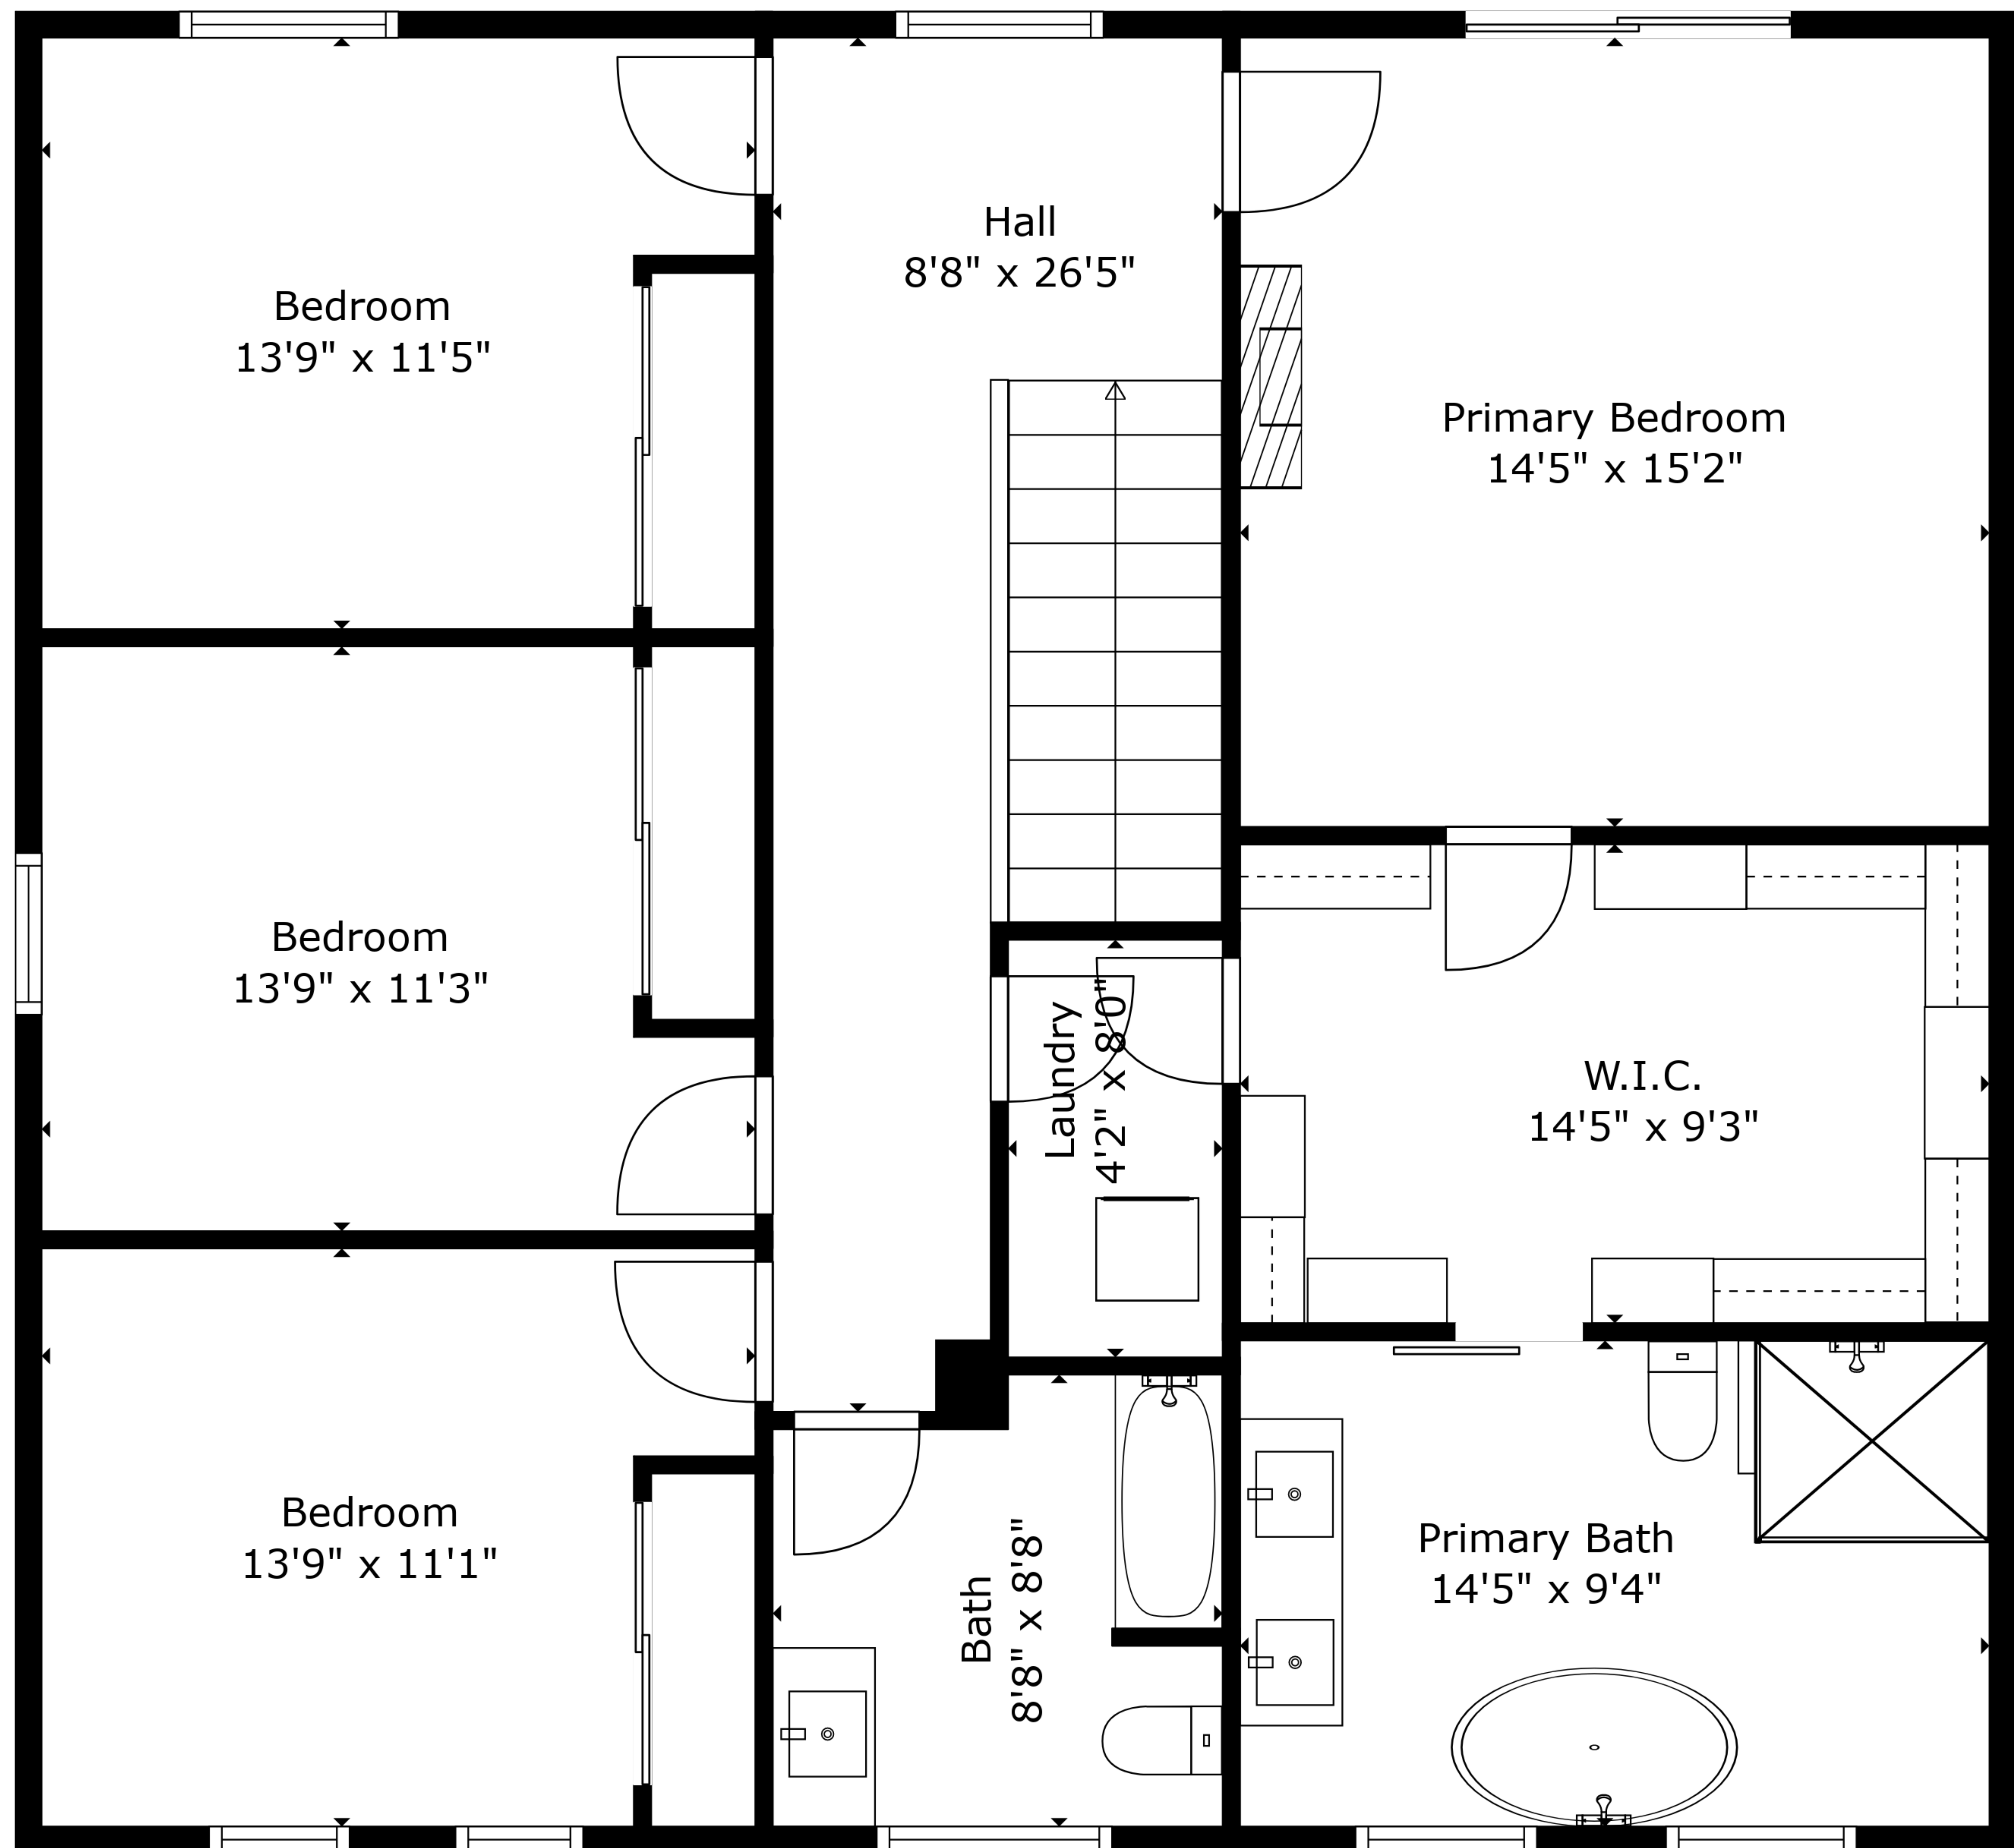 Hall
8'8" x 26'5"
Bedroom
13'9" x 11'5"
Primary Bedroom
14'5" x 15'2"
Bedroom
13'9" x 11'3"
Laundry
4'2" x 8'0"
W.I.C.
14'5" x 9'3"
Bedroom
13'9" x 11'1"
Bath
8'8" x 8'8"
Primary Bath
14'5" x 9'4"